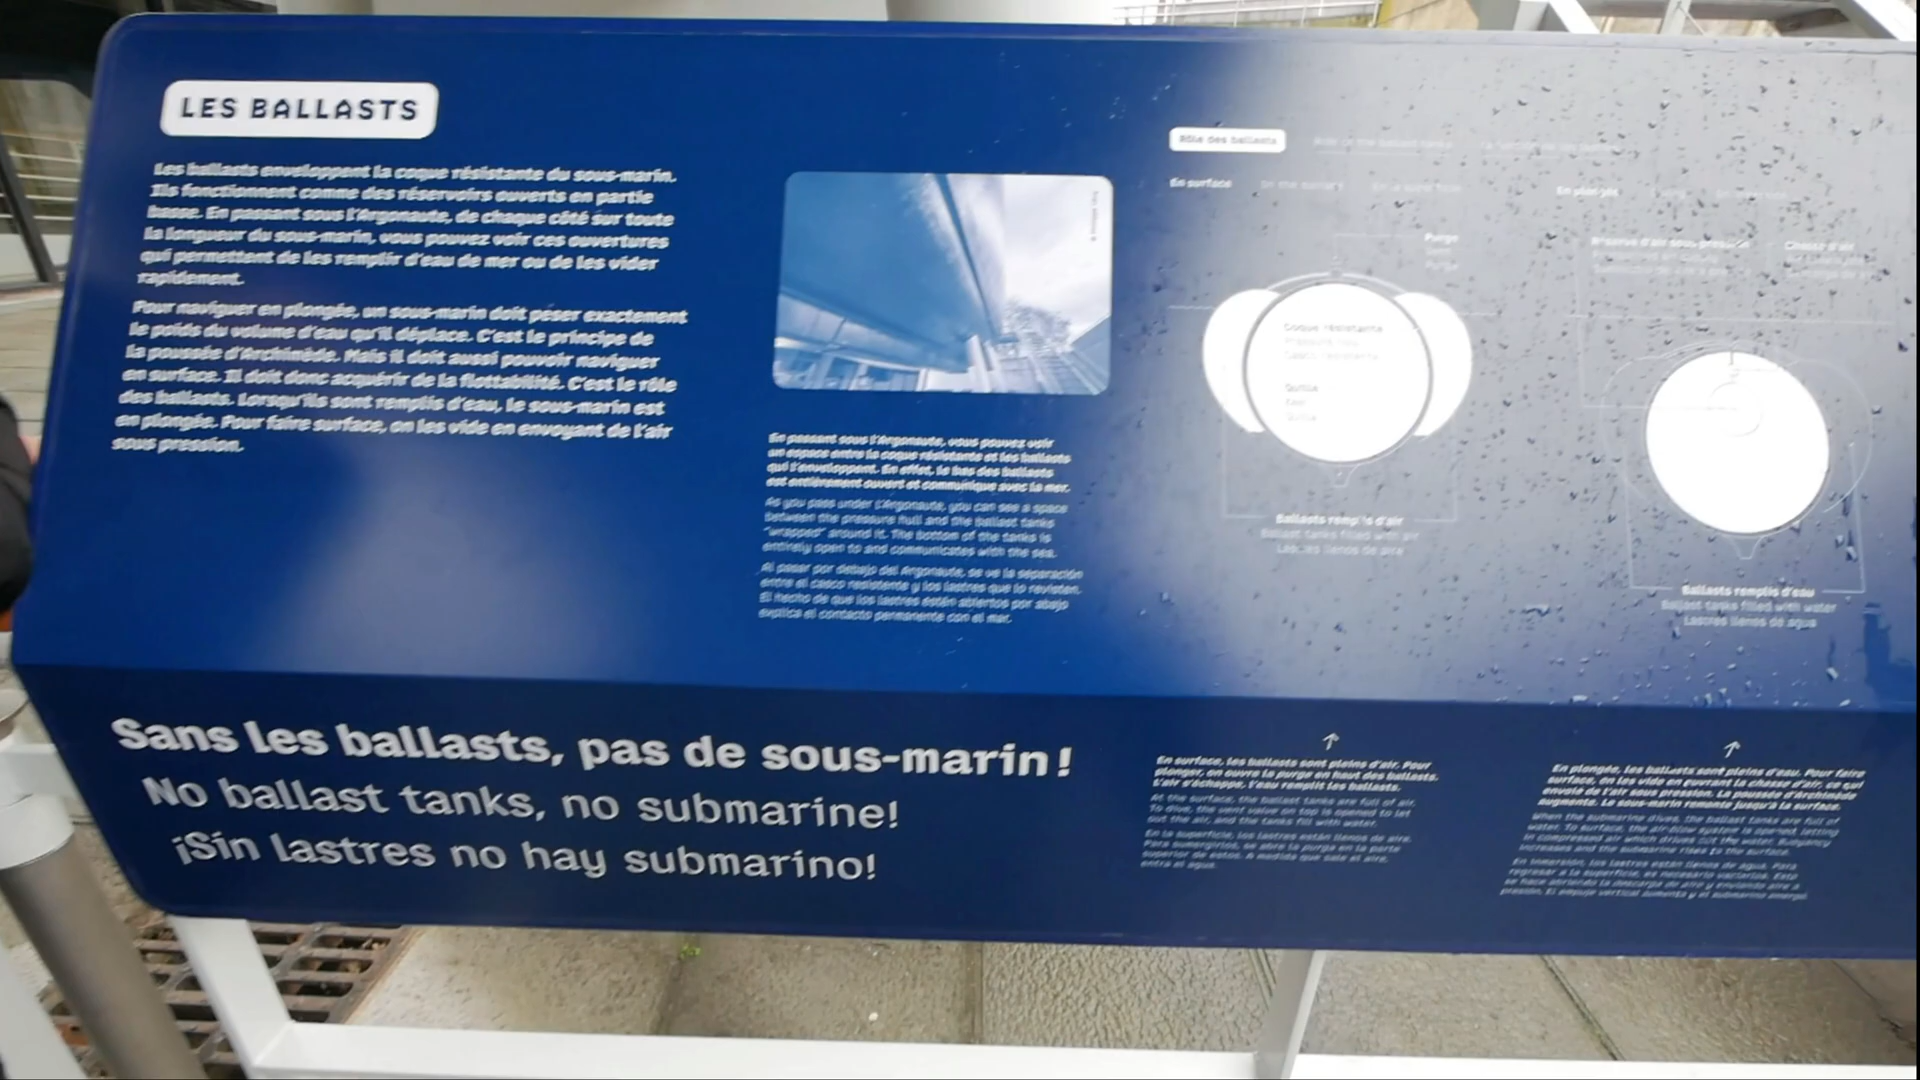 LES BALLASTS
Les ballasts enveloppent la coque résistante du sous-marin.
Ils fonctionnent comme des réservoirs ouverts en partie
basse. En passant sous l'Argonaute, de chaque côté sur toute
la longueur du sous-marin, vous pouvez voir ces ouvertures
qui permettent de les remplir d'eau de mer ou de les vider
rapidement.
Pour naviguer en plongée, un sous-marin doit peser exactement
le poids du volume d'eau qu'il déplace. C'est le principe de
la poussée d'Archimède. Mais il doit aussi pouvoir naviguer
en surface. Il doit donc acquérir de la flottabilité. C'est le rôle
des ballasts. Lorsqu'ils sont remplis d'eau, le sous-marin est
en plongée. Pour faire surface, on les vide en envoyant de l'air
sous pression.
En passant sous l'Argonaute, vous pouvez voir
un espace entre la coque résistante et les ballasts
qui l'enveloppent. En effet, le bas des ballasts
est entièrement ouvert et communique avec la mer.
As you pass under L'Argonaute, you can see a space
between the pressure hull and the ballast tanks
"wrapped" around it. The bottom of the tanks is
entirely open to and communicates with the sea.
Al pasar por debajo del Argonaute, se ve la separación
entre el casco resistente y los lastres que lo revisten.
El hecho de que los lastres estén abiertos por abajo
explica el contacto permanente con el mar.
Rôle des ballasts
En surface
En plongée
Purge
Purga
Réserve d'air sous pression
Chasse d'air
Coque résistante
Pressure hull
Casco resistente
Quille
Keel
Quilla
Ballasts remplis d'air
Ballast tanks filled with air
Lastres llenos de aire
Ballasts remplis d'eau
Ballast tanks filled with water
Lastres llenos de agua
Sans les ballasts, pas de sous-marin !
No ballast tanks, no submarine!
¡Sin lastres no hay submarino!
↑
En surface, les ballasts sont pleins d'air. Pour
plonger, on ouvre la purge en haut des ballasts.
L'air s'échappe, l'eau remplit les ballasts.
At the surface, the ballast tanks are full of air.
To dive, the vent valve on top is opened to let
out the air, and the tanks fill with water.
En la superficie, los lastres están llenos de aire.
Para sumergirlos, se abre la purga en la parte
superior de estos. A medida que sale el aire,
entra el agua.
↑
En plongée, les ballasts sont pleins d'eau. Pour faire
surface, on les vide en ouvrant la chasse d'air, ce qui
envoie de l'air sous pression. La poussée d'Archimède
augmente. Le sous-marin remonte jusqu'à la surface.
When the submarine dives, the ballast tanks are full of
water. To surface, the air-blow system is opened, letting
in compressed air which drives out the water. Buoyancy
increases and the submarine rises to the surface.
En inmersión, los lastres están llenos de agua. Para
regresar a la superficie, es necesario vaciarlos. Esto
se hace abriendo la descarga de aire y enviando aire a
presión. El empuje vertical aumenta y el submarino emerge.